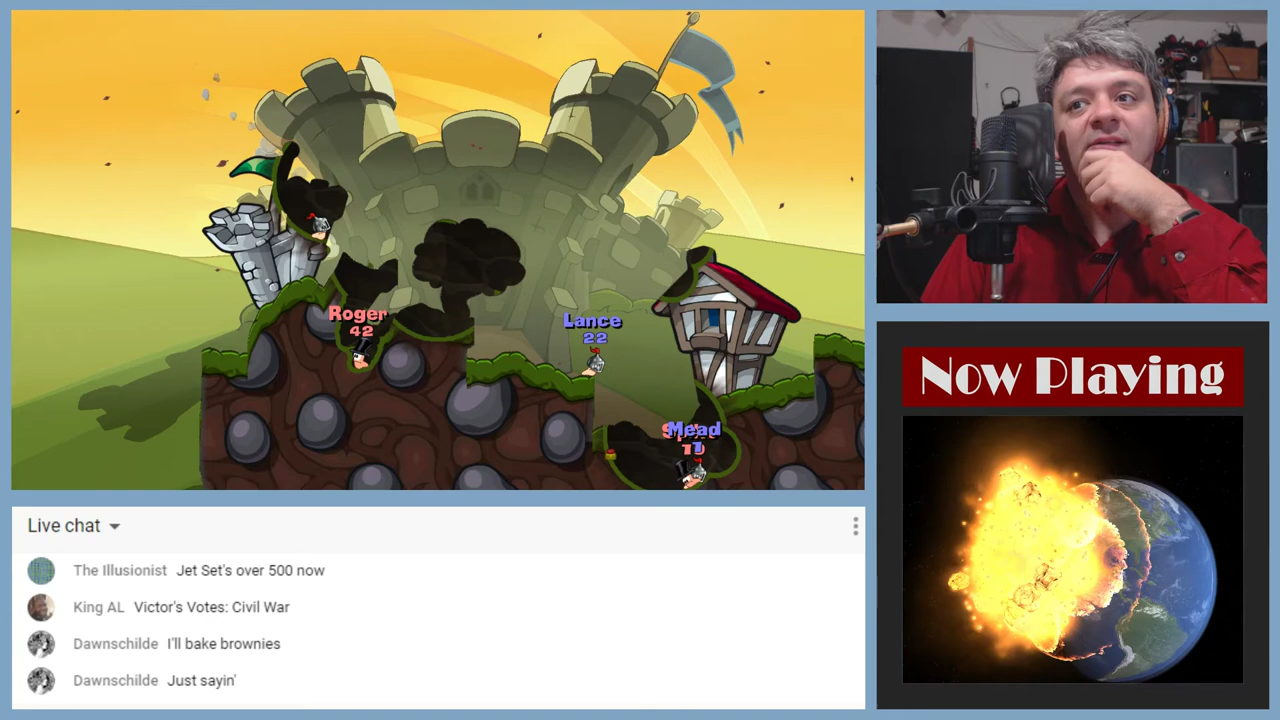 Roger
42
Lance
22
Mead
Now Playing
Live chat
The Illusionist Jet Set's over 500 now
King AL Victor's Votes: Civil War
Dawnschilde I'll bake brownies
Dawnschilde Just sayin'